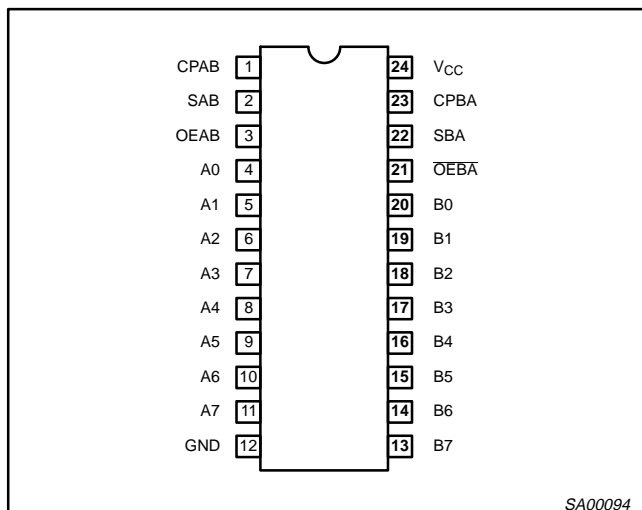 CPAB 1 24 VCC
SAB 2 23 CPBA
OEAB 3 22 SBA
A0 4 21 O̅E̅B̅A̅
A1 5 20 B0
A2 6 19 B1
A3 7 18 B2
A4 8 17 B3
A5 9 16 B4
A6 10 15 B5
A7 11 14 B6
GND 12 13 B7
SA00094